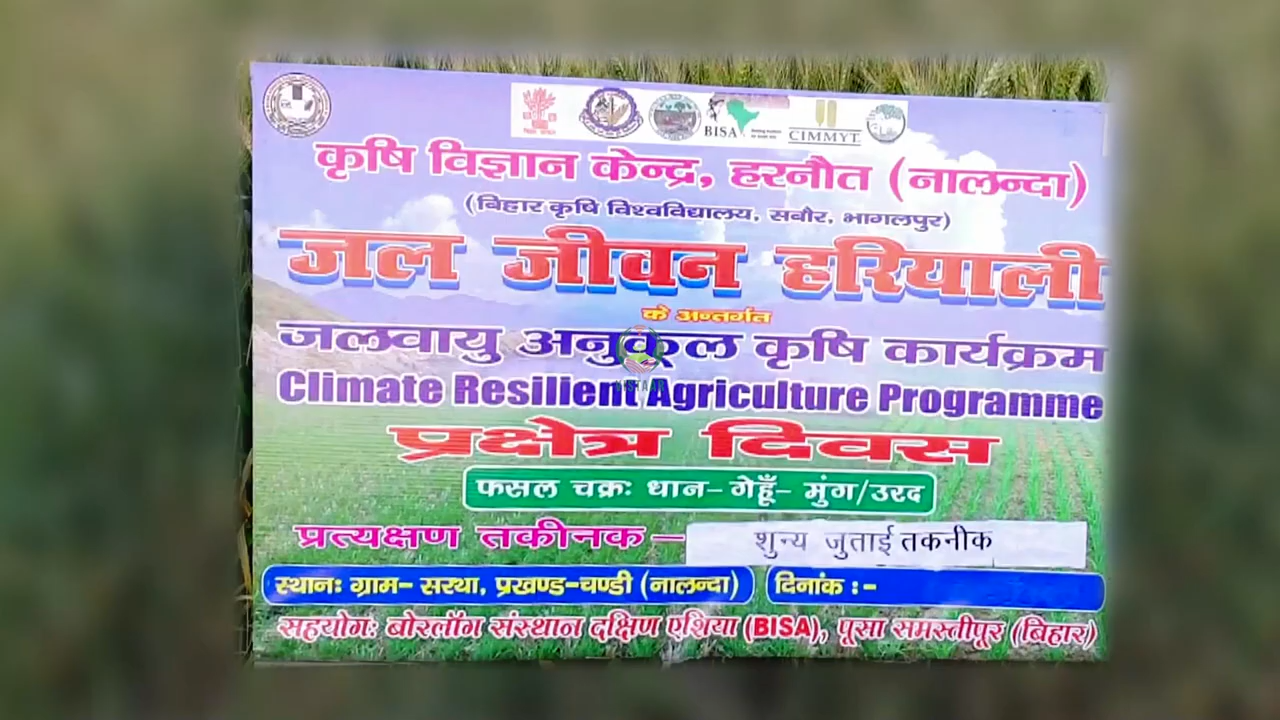 BISA CIMMYT
कृषि विज्ञान केन्द्र, हरनौत (नालन्दा)
(बिहार कृषि विश्वविद्यालय, सबौर, भागलपुर)
जल जीवन हरियाली
के अन्तर्गत
जलवायु अनुकूल कृषि कार्यक्रम
Climate Resilient Agriculture Programme
प्रक्षेत्र दिवस
फसल चक्रः धान- गेहूँ- मुंग/उरद
प्रत्यक्षण तकीनक – शुन्य जुताई तकनीक
स्थानः ग्राम- सरथा, प्रखण्ड-चण्डी (नालन्दा) दिनांक :-
सहयोगः बोरलॉग संस्थान दक्षिण एशिया (BISA), पूसा समस्तीपुर (बिहार)